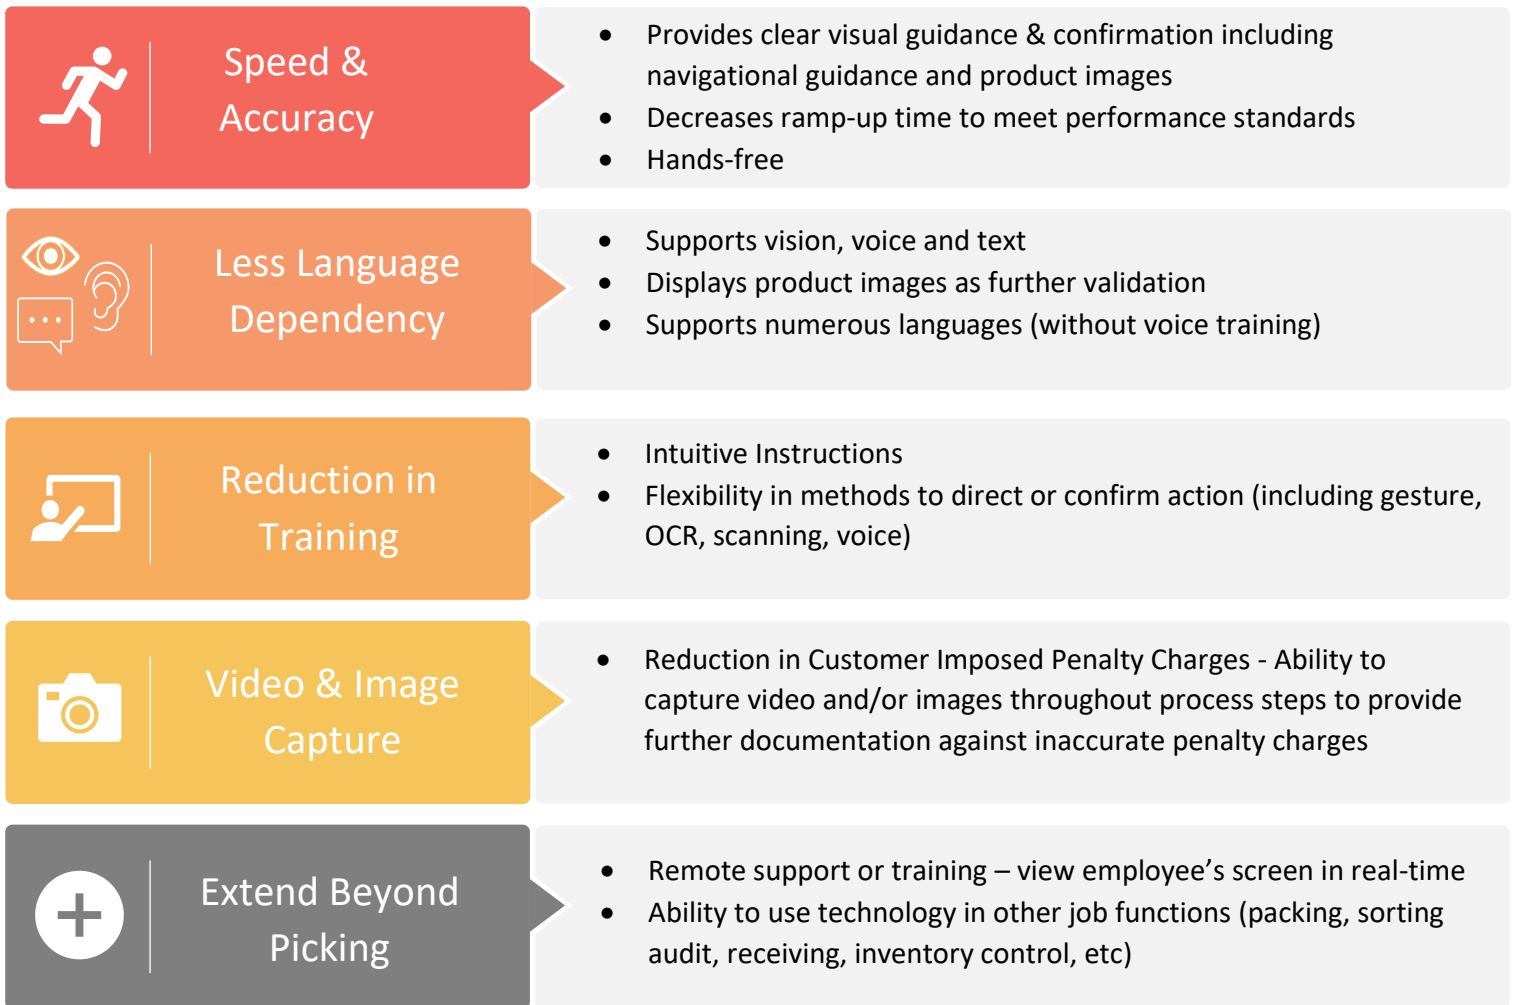 Speed &
Accuracy
• Provides clear visual guidance & confirmation including
navigational guidance and product images
• Decreases ramp-up time to meet performance standards
• Hands-free
Less Language
Dependency
• Supports vision, voice and text
• Displays product images as further validation
• Supports numerous languages (without voice training)
Reduction in
Training
• Intuitive Instructions
• Flexibility in methods to direct or confirm action (including gesture,
OCR, scanning, voice)
Video & Image
Capture
• Reduction in Customer Imposed Penalty Charges - Ability to
capture video and/or images throughout process steps to provide
further documentation against inaccurate penalty charges
Extend Beyond
Picking
• Remote support or training – view employee’s screen in real-time
• Ability to use technology in other job functions (packing, sorting
audit, receiving, inventory control, etc)